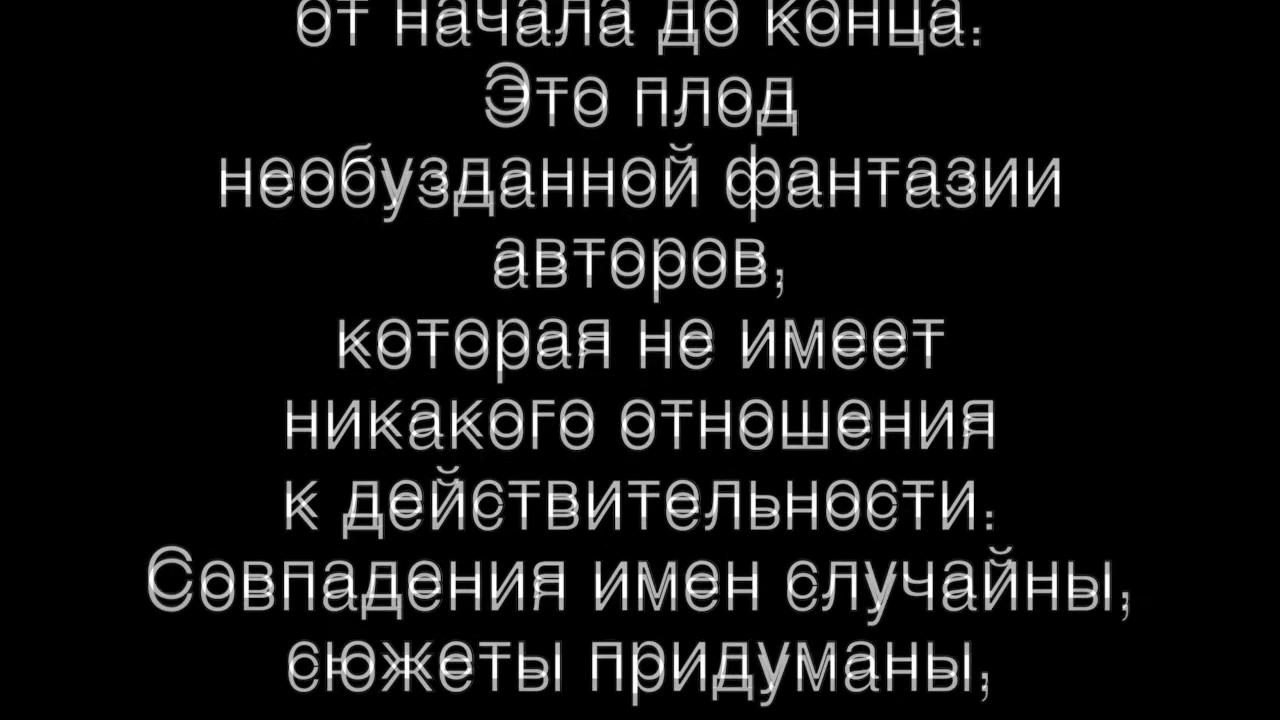 от начала до конца.
Это плод
необузданной фантазии
авторов,
которая не имеет
никакого отношения
к действительности.
Совпадения имен случайны,
сюжеты придуманы,